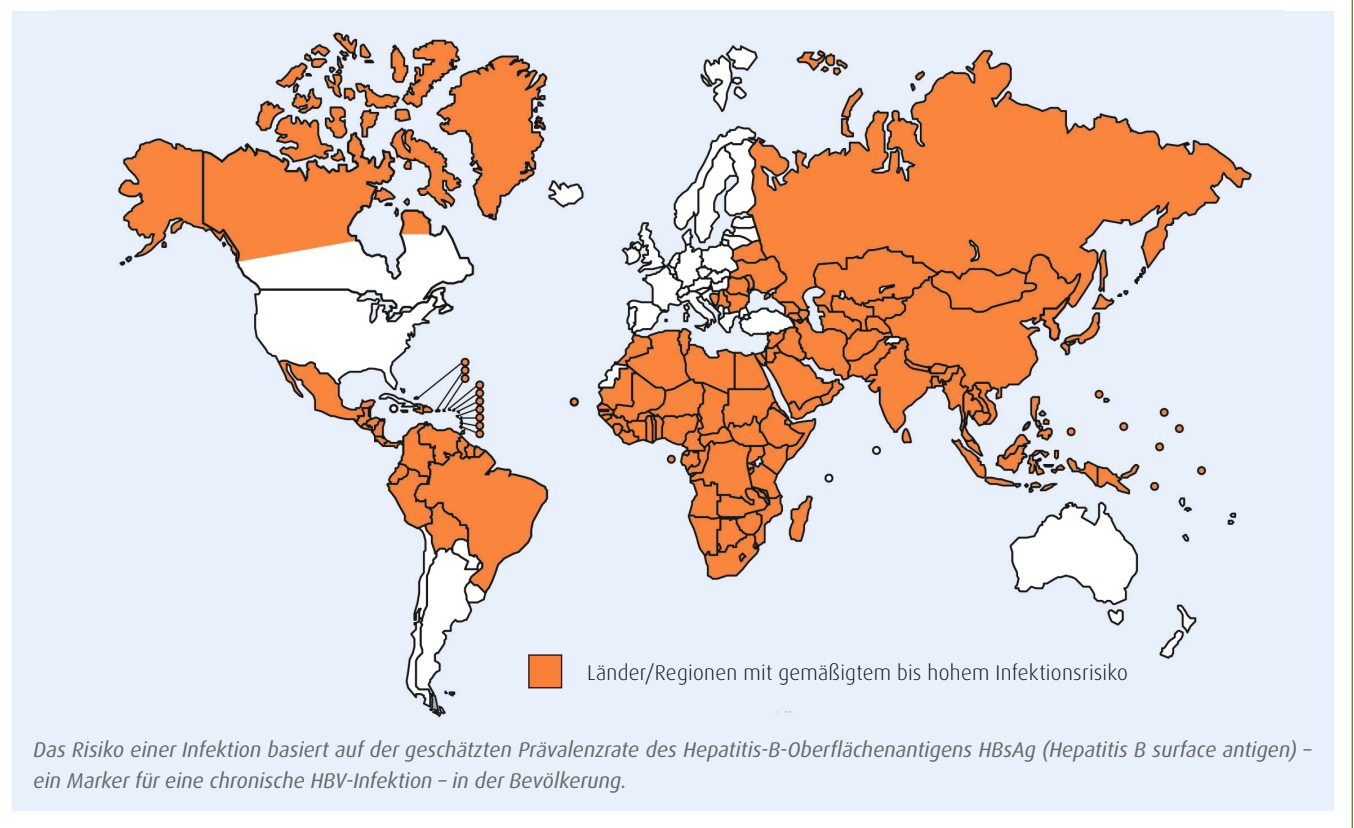 Länder/Regionen mit gemäßigtem bis hohem Infektionsrisiko
Das Risiko einer Infektion basiert auf der geschätzten Prävalenzrate des Hepatitis-B-Oberflächenantigens HBsAg (Hepatitis B surface antigen) –
ein Marker für eine chronische HBV-Infektion – in der Bevölkerung.